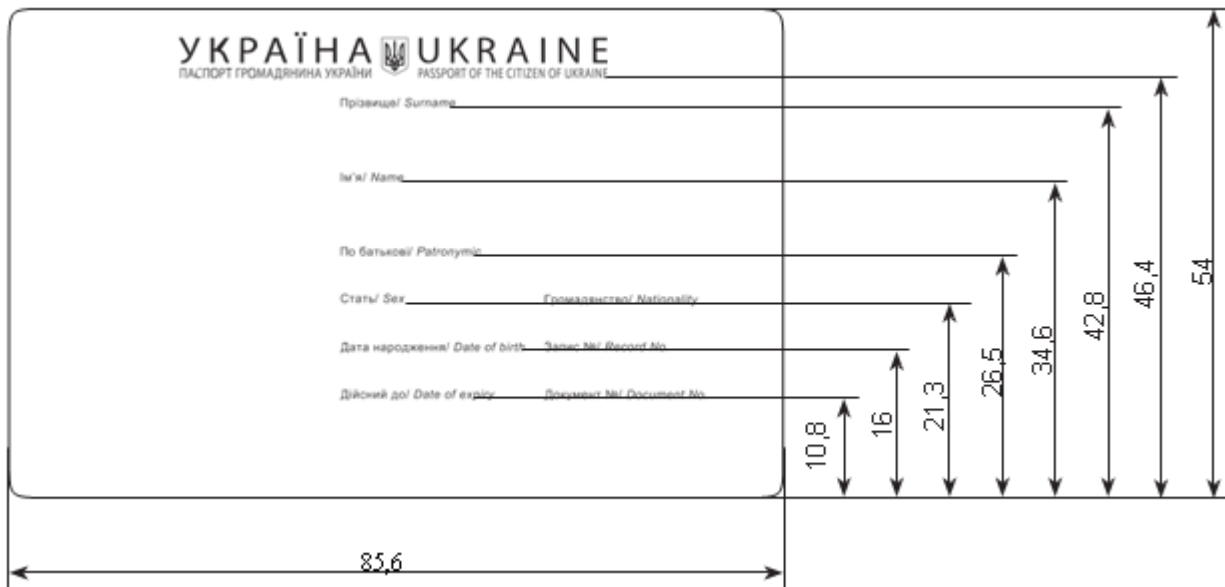 УКРАЇНА UKRAINE
ПАСПОРТ ГРОМАДЯНИНА УКРАЇНИ PASSPORT OF THE CITIZEN OF UKRAINE
Прізвище/ Surname
Ім'я/ Name
По батькові/ Patronymic
Стать/ Sex Громадянство/ Nationality
Дата народження/ Date of birth Запис №/ Record No.
Дійсний до/ Date of expiry Документ №/ Document No.
10,8 16 21,3 26,5 34,6 42,8 46,4 54
85,6